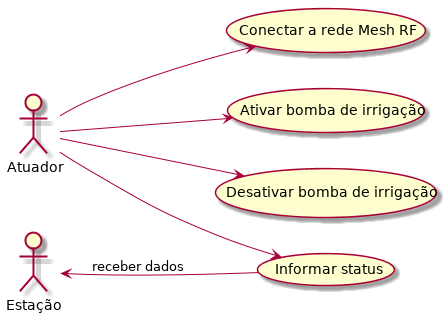 Conectar a rede Mesh RF
Ativar bomba de irrigação
Atuador
Desativar bomba de irrigação
receber dados
Informar status
Estação